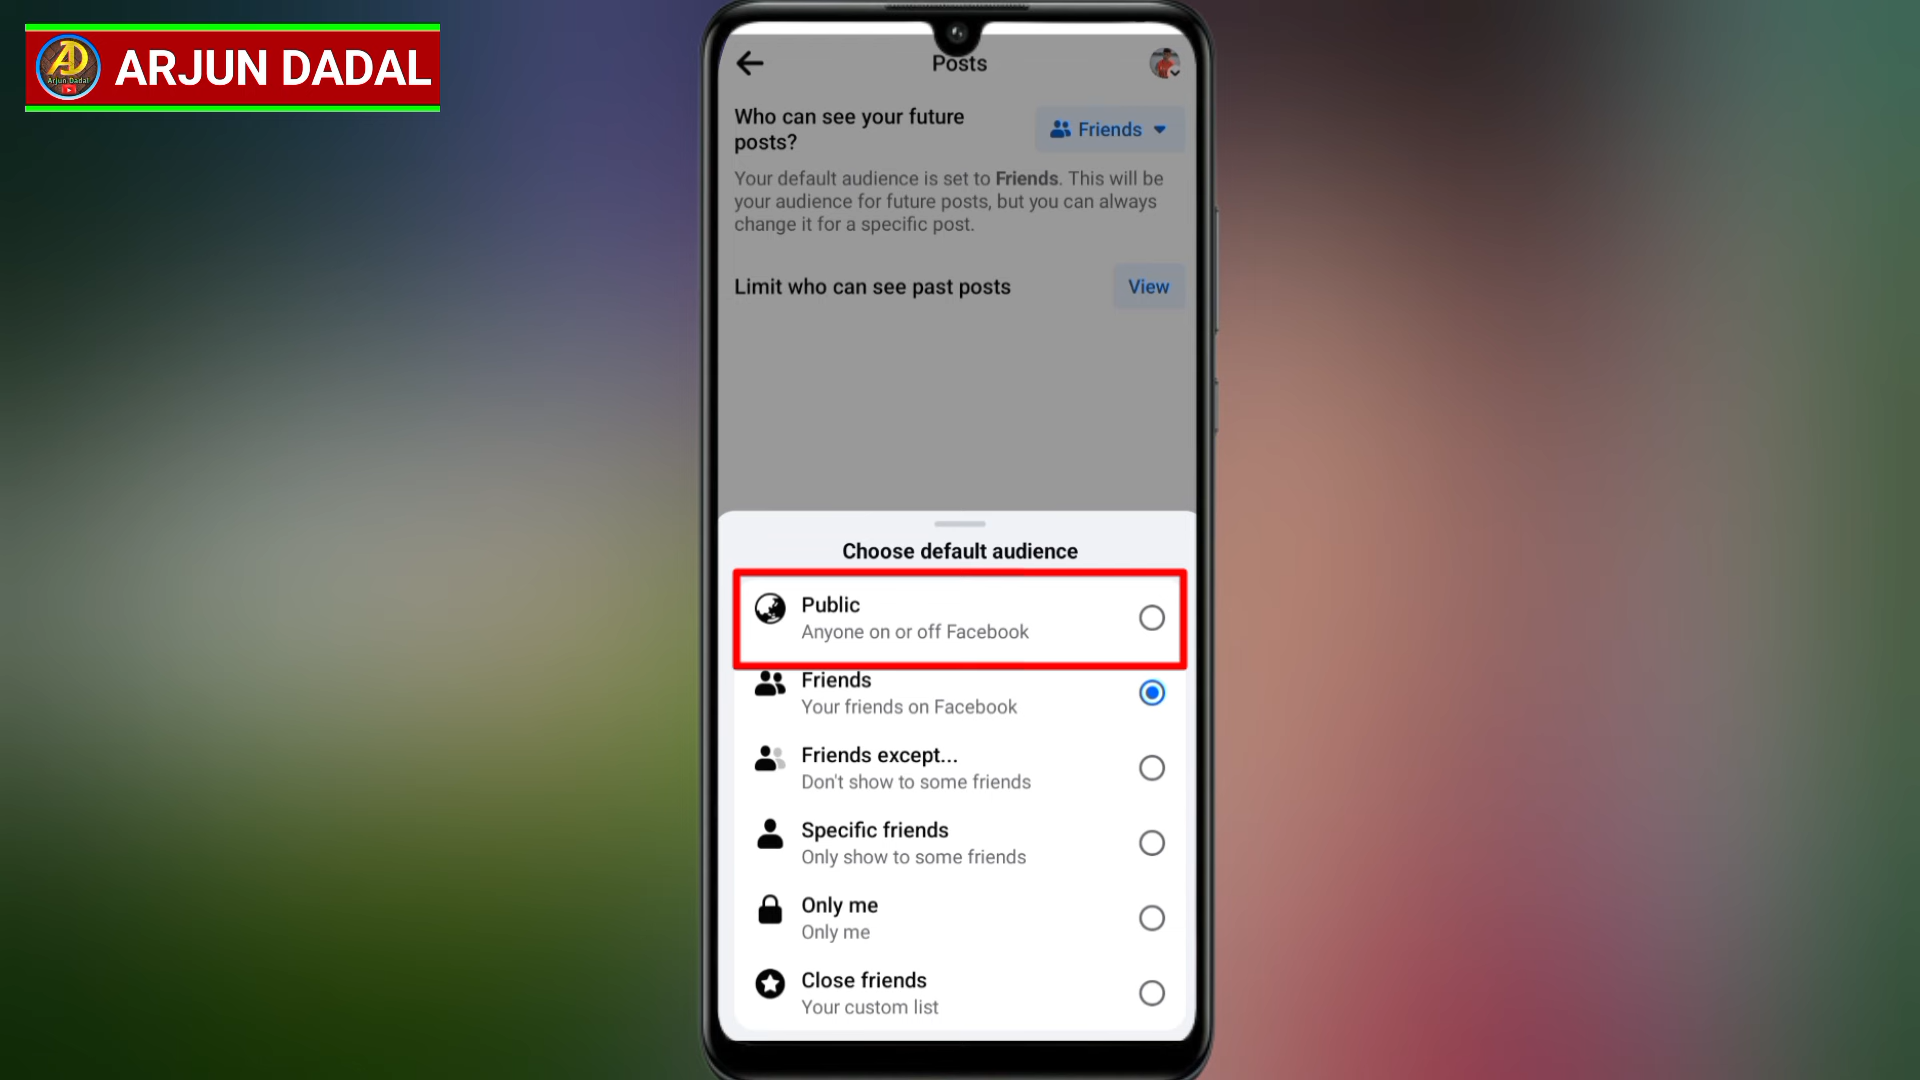 Arjun Dadal
ARJUN DADAL
Posts
Who can see your future
posts?
Friends
Your default audience is set to Friends. This will be
your audience for future posts, but you can always
change it for a specific post.
Limit who can see past posts
View
Choose default audience
Public
Anyone on or off Facebook
Friends
Your friends on Facebook
Friends except...
Don't show to some friends
Specific friends
Only show to some friends
Only me
Only me
Close friends
Your custom list